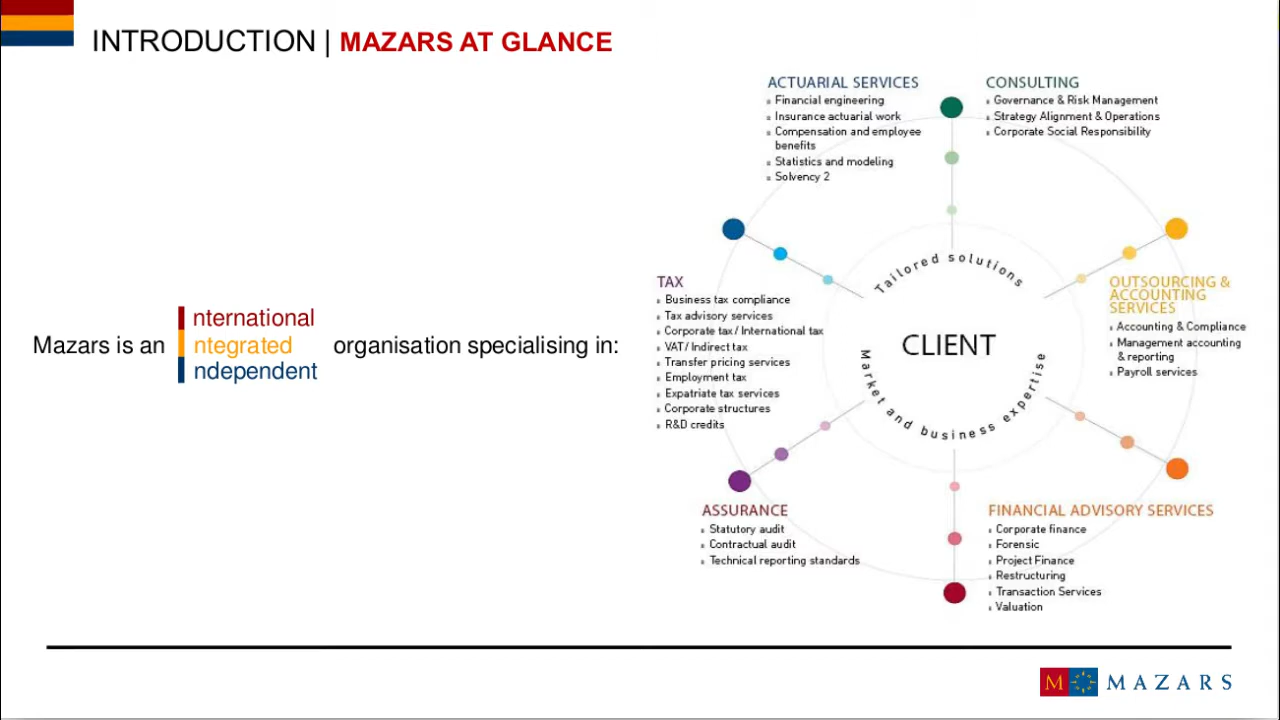 INTRODUCTION | MAZARS AT GLANCE
Mazars is an
nternational
ntegrated
ndependent
organisation specialising in:
ACTUARIAL SERVICES
Financial engineering
Insurance actuarial work
Compensation and employee
benefits
Statistics and modeling
Solvency 2
CONSULTING
Governance & Risk Management
Strategy Alignment & Operations
Corporate Social Responsibility
TAX
Business tax compliance
Tax advisory services
Corporate tax / International tax
VAT/ Indirect tax
Transfer pricing services
Employment tax
Expatriate tax services
Corporate structures
R&D credits
Tailored solutions
CLIENT
Market and business expertise
OUTSOURCING &
ACCOUNTING
SERVICES
Accounting & Compliance
Management accounting
& reporting
Payroll services
ASSURANCE
Statutory audit
Contractual audit
Technical reporting standards
FINANCIAL ADVISORY SERVICES
Corporate finance
Forensic
Project Finance
Restructuring
Transaction Services
Valuation
M MAZARS